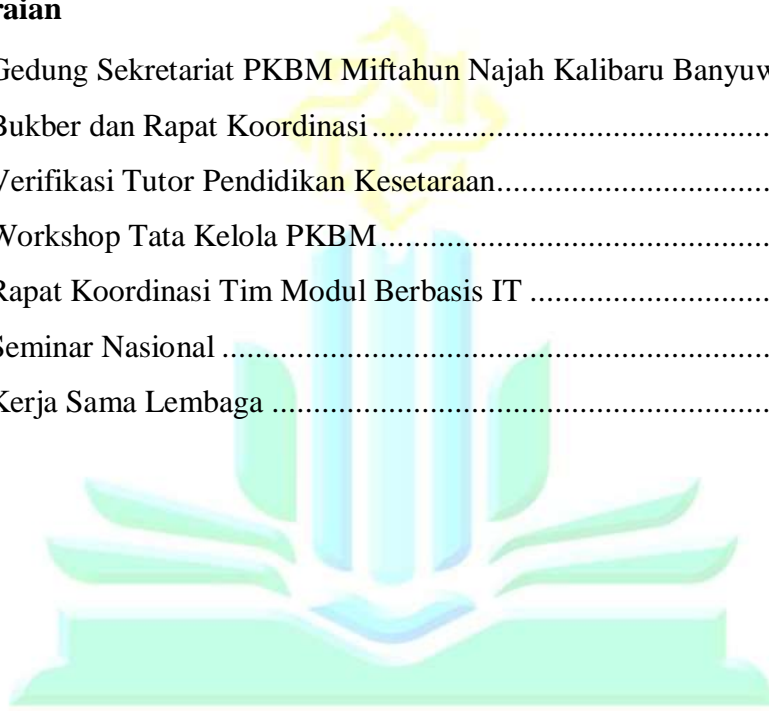 raian
Gedung Sekretariat PKBM Miftahun Najah Kalibaru Banyuw
Bukber dan Rapat Koordinasi ........................................
Verifikasi Tutor Pendidikan Kesetaraan..................................
Workshop Tata Kelola PKBM ........................................
Rapat Koordinasi Tim Modul Berbasis IT ..............................
Seminar Nasional ..................................................................
Kerja Sama Lembaga ............................................................